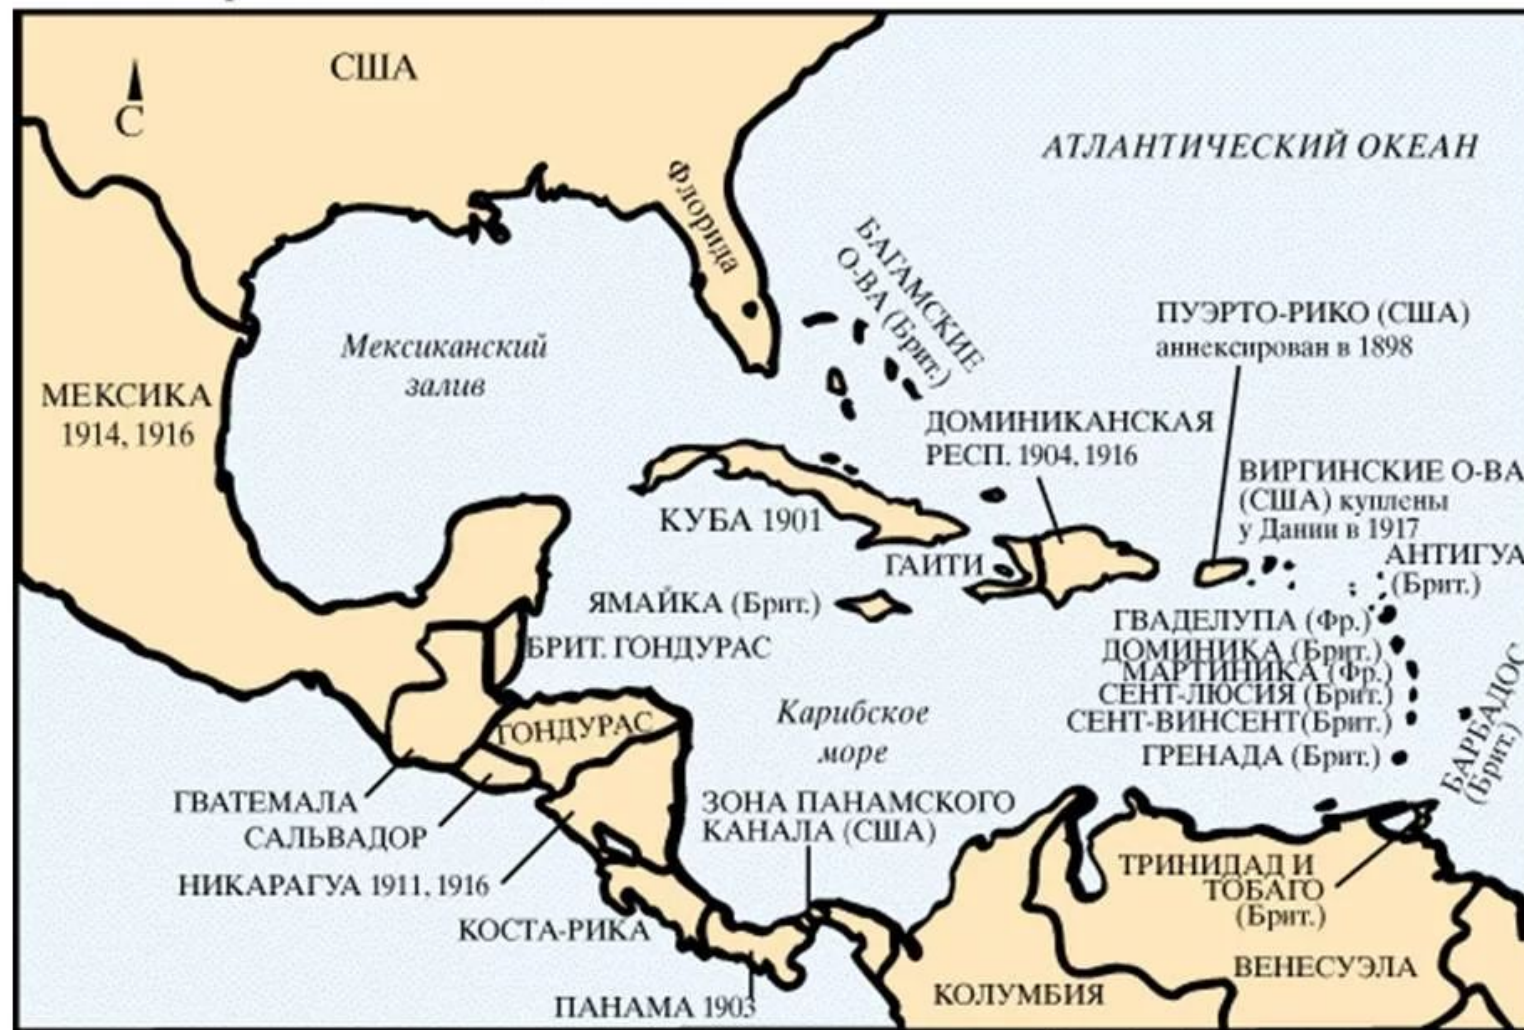 США
С
АТЛАНТИЧЕСКИЙ ОКЕАН
Флорида
БАГАМСКИЕ
О-ВА (Брит.)
ПУЭРТО-РИКО (США)
аннексирован в 1898
Мексиканский
залив
МЕКСИКА
1914, 1916
ДОМИНИКАНСКАЯ
РЕСП. 1904, 1916
ВИРГИНСКИЕ О-ВА
(США) куплены
у Дании в 1917
КУБА 1901
ГАИТИ
АНТИГУА
(Брит.)
ЯМАЙКА (Брит.)
ГВАДЕЛУПА (Фр.)
БРИТ. ГОНДУРАС
ДОМИНИКА (Брит.)
МАРТИНИКА (Фр.)
СЕНТ-ЛЮСИЯ (Брит.)
СЕНТ-ВИНСЕНТ(Брит.)
ГРЕНАДА (Брит.)
БАРБАДОС
(Брит.)
ГОНДУРАС
Карибское
море
ГВАТЕМАЛА
САЛЬВАДОР
НИКАРАГУА 1911, 1916
ЗОНА ПАНАМСКОГО
КАНАЛА (США)
ТРИНИДАД И
ТОБАГО
(Брит.)
КОСТА-РИКА
ВЕНЕСУЭЛА
КОЛУМБИЯ
ПАНАМА 1903